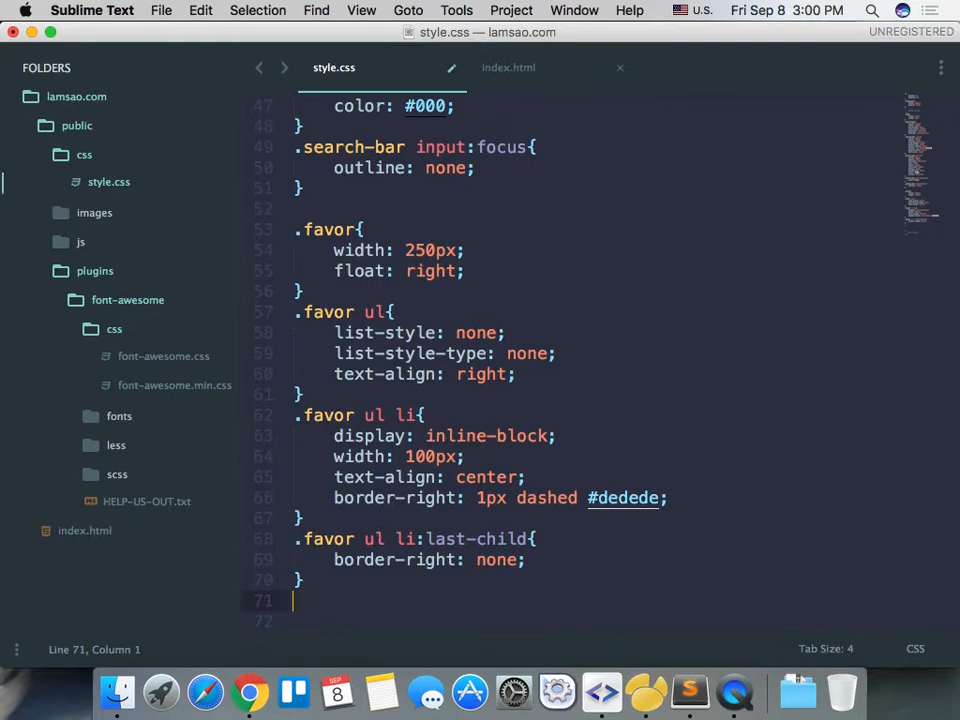 Sublime Text File Edit Selection Find View Goto Tools Project Window Help U.S. Fri Sep 8 3:00 PM
style.css — lamsao.com UNREGISTERED
FOLDERS
lamsao.com
public
css
style.css
images
js
plugins
font-awesome
css
font-awesome.css
font-awesome.min.css
fonts
less
scss
HELP-US-OUT.txt
index.html
style.css index.html
47 color: #000;
48 }
49 .search-bar input:focus{
50 outline: none;
51 }
52
53 .favor{
54 width: 250px;
55 float: right;
56 }
57 .favor ul{
58 list-style: none;
59 list-style-type: none;
60 text-align: right;
61 }
62 .favor ul li{
63 display: inline-block;
64 width: 100px;
65 text-align: center;
66 border-right: 1px dashed #dedede;
67 }
68 .favor ul li:last-child{
69 border-right: none;
70 }
71
72
Line 71, Column 1 Tab Size: 4 CSS
SEP
8